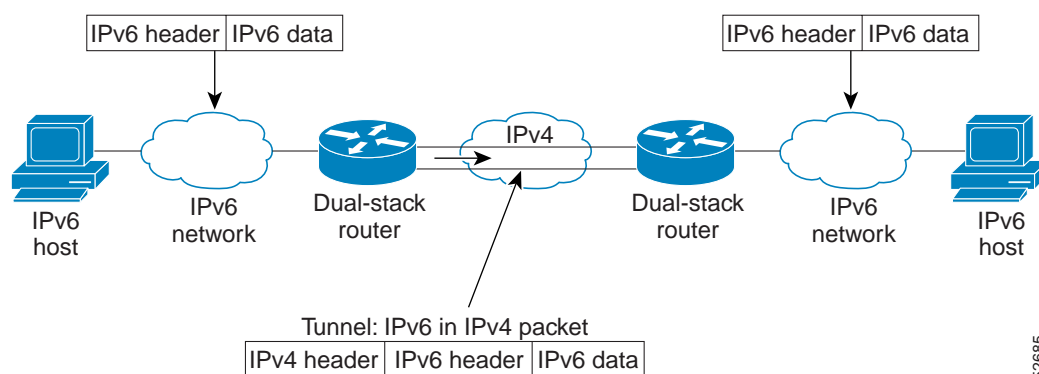 IPv6 header IPv6 data
IPv6 header IPv6 data
IPv4
IPv6
host
IPv6
network
Dual-stack
router
Dual-stack
router
IPv6
network
IPv6
host
Tunnel: IPv6 in IPv4 packet
IPv4 header IPv6 header IPv6 data